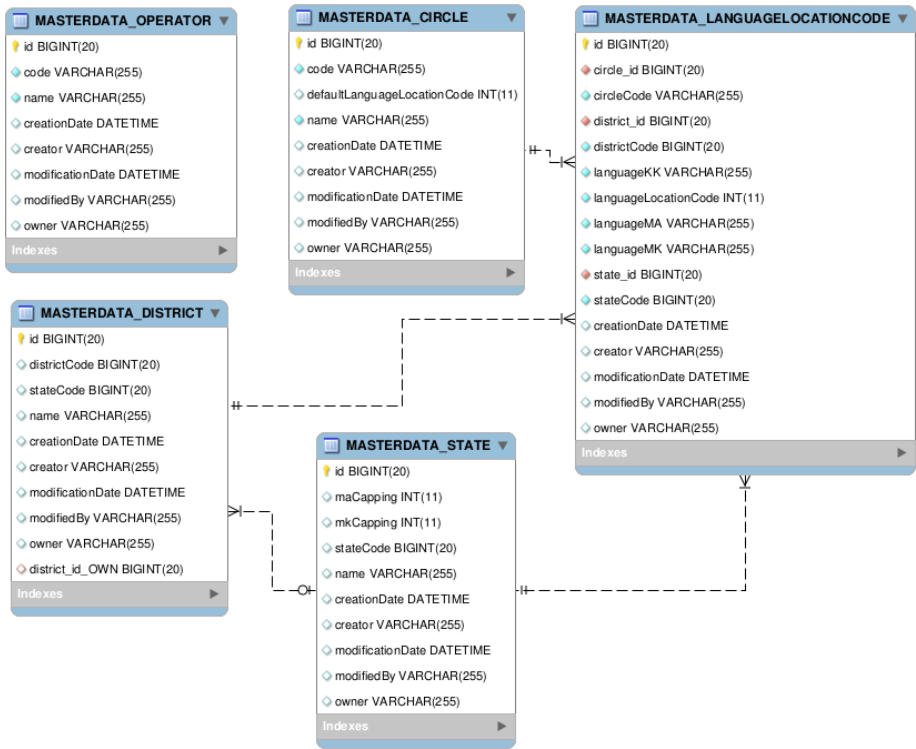 MASTERDATA_OPERATOR
id BIGINT(20)
code VARCHAR(255)
name VARCHAR(255)
creationDate DATETIME
creator VARCHAR(255)
modificationDate DATETIME
modifiedBy VARCHAR(255)
owner VARCHAR(255)
Indexes
MASTERDATA_CIRCLE
id BIGINT(20)
code VARCHAR(255)
defaultLanguageLocationCode INT(11)
name VARCHAR(255)
creationDate DATETIME
creator VARCHAR(255)
modificationDate DATETIME
modifiedBy VARCHAR(255)
owner VARCHAR(255)
Indexes
MASTERDATA_LANGUAGELOCATIONCODE
id BIGINT(20)
circle_id BIGINT(20)
circleCode VARCHAR(255)
district_id BIGINT(20)
districtCode BIGINT(20)
languageKK VARCHAR(255)
languageLocationCode INT(11)
languageMA VARCHAR(255)
languageMK VARCHAR(255)
state_id BIGINT(20)
stateCode BIGINT(20)
creationDate DATETIME
creator VARCHAR(255)
modificationDate DATETIME
modifiedBy VARCHAR(255)
owner VARCHAR(255)
Indexes
MASTERDATA_DISTRICT
id BIGINT(20)
districtCode BIGINT(20)
stateCode BIGINT(20)
name VARCHAR(255)
creationDate DATETIME
creator VARCHAR(255)
modificationDate DATETIME
modifiedBy VARCHAR(255)
owner VARCHAR(255)
district_id_OWN BIGINT(20)
Indexes
MASTERDATA_STATE
id BIGINT(20)
maCapping INT(11)
mkCapping INT(11)
stateCode BIGINT(20)
name VARCHAR(255)
creationDate DATETIME
creator VARCHAR(255)
modificationDate DATETIME
modifiedBy VARCHAR(255)
owner VARCHAR(255)
Indexes